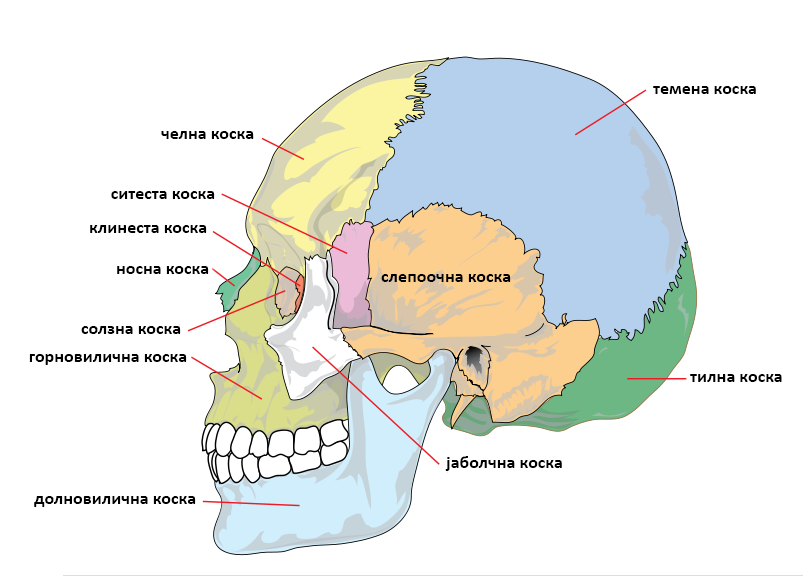 темена коска
челна коска
ситеста коска
клинеста коска
носна коска
слепоочна коска
солзна коска
горновилична коска
тилна коска
јаболчна коска
долновилична коска